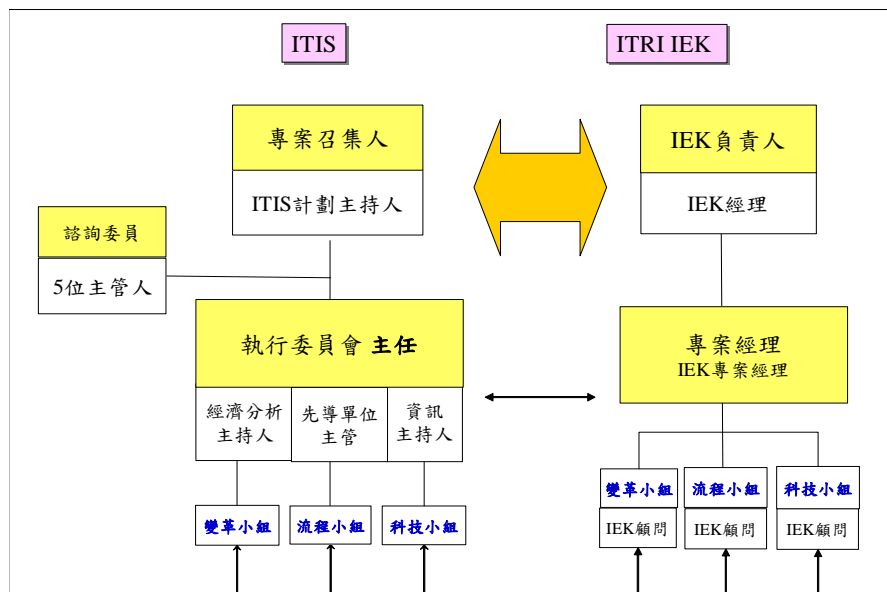 ITIS
ITRI IEK
專案召集人
ITIS計劃主持人
IEK負責人
IEK經理
諮詢委員
5位主管人
執行委員會 主任
經濟分析
主持人
先導單位
主管
資訊
主持人
專案經理
IEK專案經理
變革小組
流程小組
科技小組
變革小組
IEK顧問
流程小組
IEK顧問
科技小組
IEK顧問